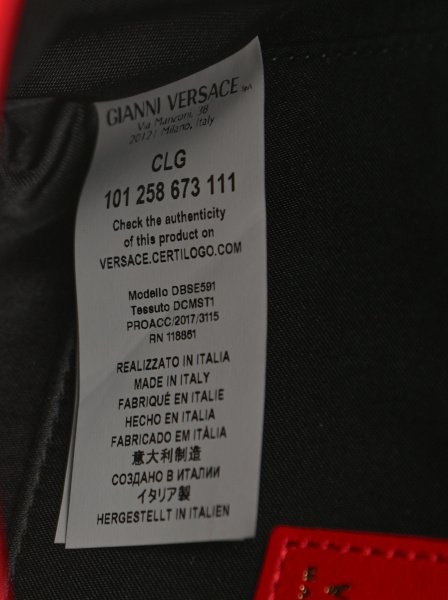 GIANNI VERSACE SpA
Via Manzoni, 38
20121 Milano, Italy
CLG
101 258 673 111
Check the authenticity
of this product on
VERSACE.CERTILOGO.COM
Modello DBSE591
Tessuto DCMST1
PROACC/2017/3115
RN 118861
REALIZZATO IN ITALIA
MADE IN ITALY
FABRIQUÉ EN ITALIE
HECHO EN ITALIA
FABRICADO EM ITÀLIA
意大利制造
СОЗДАНО В ИТАЛИИ
イタリア製
HERGESTELLT IN ITALIEN